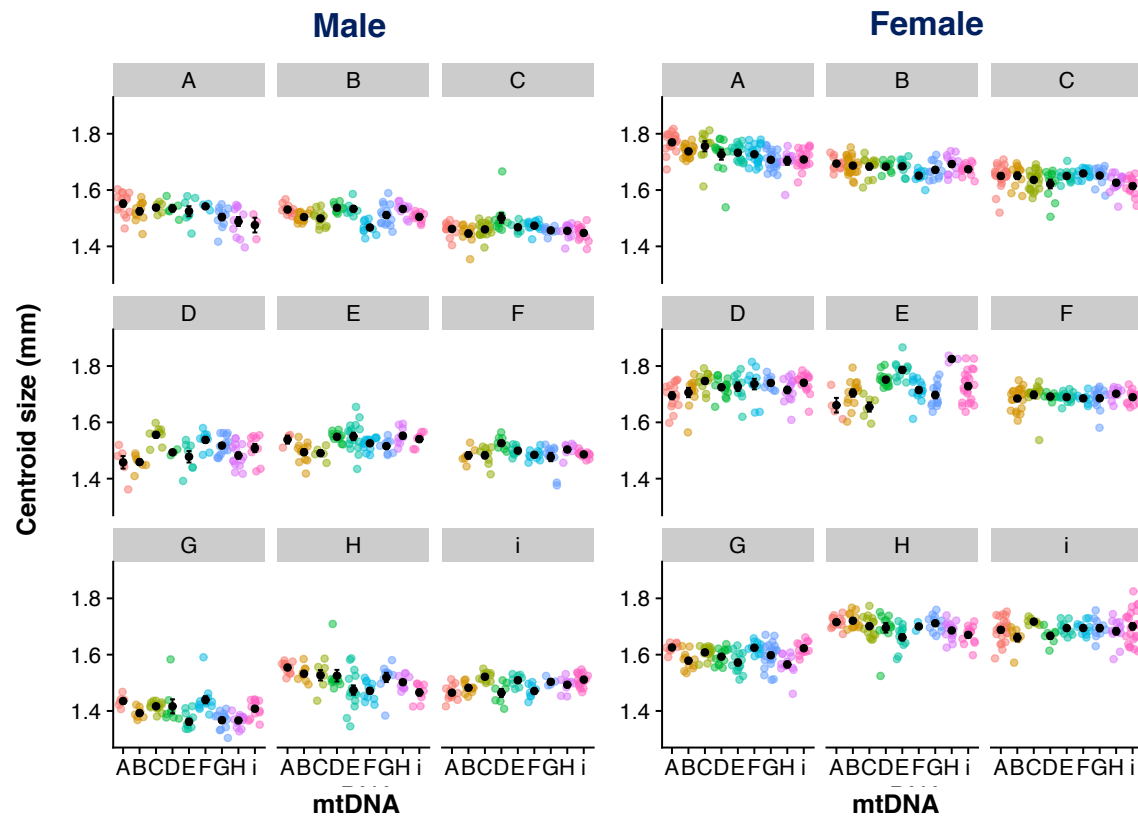 Male Female
A B C A B C
1.8 1.8
1.6 1.6
1.4 1.4
D E F D E F
1.8 1.8
1.6 1.6
1.4 1.4
G H i G H i
1.8 1.8
1.6 1.6
1.4 1.4
Centroid size (mm)
ABCDEFGH i ABCDEFGH i ABCDEFGH i ABCDEFGH i ABCDEFGH i ABCDEFGH i
mtDNA mtDNA